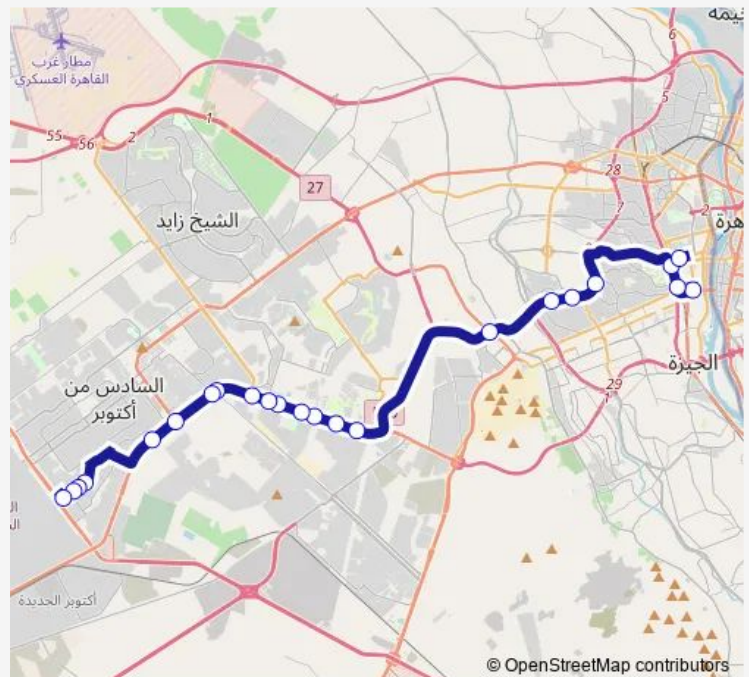 مطار غرب
القاهرة العسكري
6
5
55
56
2
1
27
28
7
2
الشيخ زايد
السادس من
أكتوبر
الجيزة
29
1
أكتوبر الجديدة
© OpenStreetMap contributors